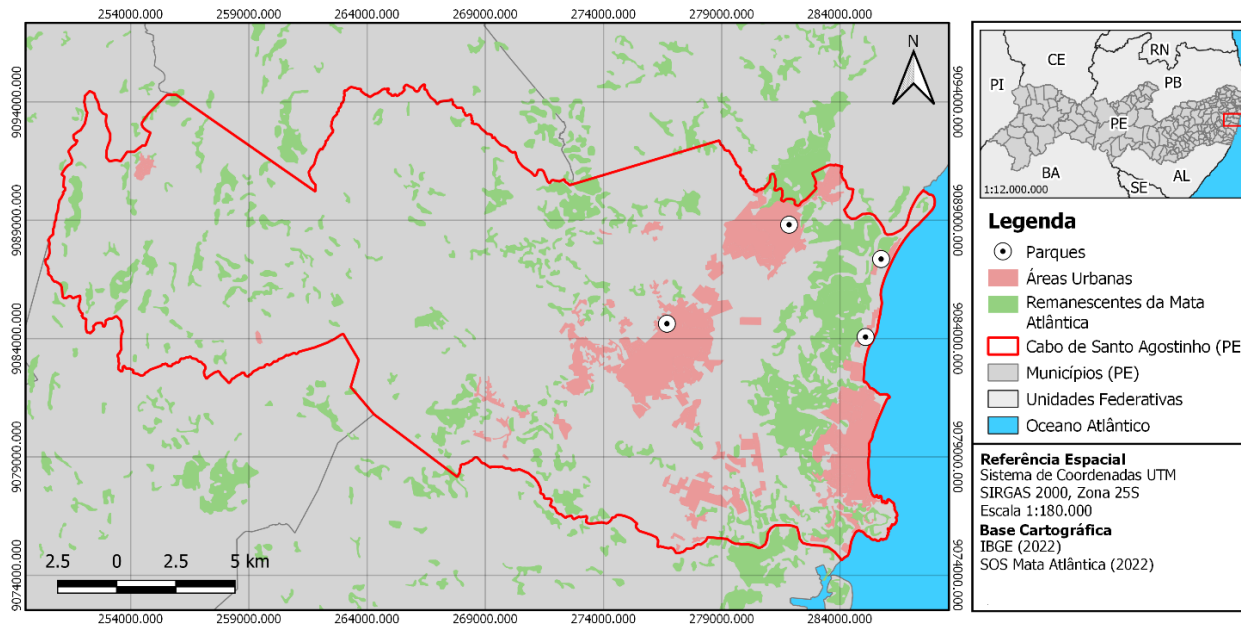 254000.000 259000.000 264000.000 269000.000 274000.000 279000.000 284000.000
9094000.000
9089000.000
9084000.000
9079000.000
9074000.000
N
9094000.000
9089000.000
9084000.000
9079000.000
9074000.000
2.5 0 2.5 5 km
254000.000 259000.000 264000.000 269000.000 274000.000 279000.000 284000.000
RN
CE
PI
PB
PE
BA
AL
SE
1:12.000.000
Legenda
Parques
Áreas Urbanas
Remanescentes da Mata
Atlântica
Cabo de Santo Agostinho (PE
Municípios (PE)
Unidades Federativas
Oceano Atlântico
Referência Espacial
Sistema de Coordenadas UTM
SIRGAS 2000, Zona 25S
Escala 1:180.000
Base Cartográfica
IBGE (2022)
SOS Mata Atlântica (2022)